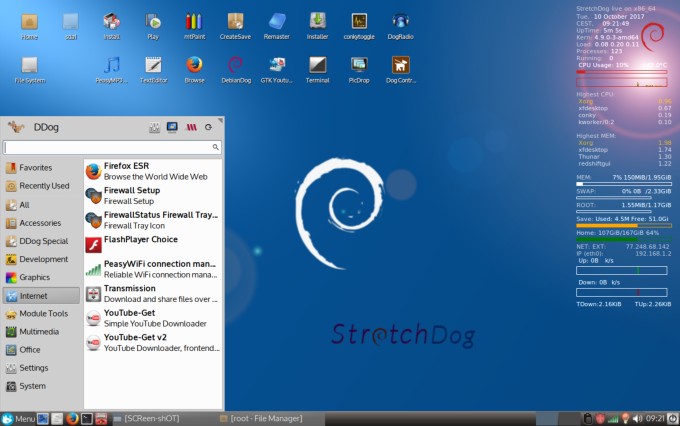 Home
sda1
Install
Play
mtPaint
CreateSave
Remaster
Installer
conkytoggle
DogRadio
FileSystem
PeasyMP3...
TextEditor
Browse
DebianDog
GTK Youtu...
Terminal
PicDrop
Dog Contr...
StretchDog live on x86_64
Tue, 10 October 2017
CEST, 09:21:49
UpTime: 5m 5s
Kern: 4.9.0-3-amd64
Load: 0.08 0.20 0.11
Processes: 123
Running: 0
CPU Usage: 10%
Highest CPU:
Xorg
xfdesktop 0.67
conky 0.19
kworker/0.2 0.10
Highest MEM:
Xorg 1.98
xfdesktop 1.74
Thunar 1.30
redshiftgui 1.22
MEM: 7% 150MiB/1.95GiB
SWAP: 0% 0B /2.33GiB
ROOT: 1.55MiB/1.17GiB
Save: Used: 4.5M Free: 51.0Gi
Home: 107GiB/167GiB 64%
NET: EXT: 77.248.68.142
IP (eth0): 192.168.1.2
Up: 0B k/s
Down: 0B k/s
TDown:2.16KiB TUp:2.26KiB
DDog
Favorites
Recently Used
All
Accessories
DDog Special
Development
Graphics
Internet
Module Tools
Multimedia
Office
Settings
System
Firefox ESR
Browse the World Wide Web
Firewall Setup
Firewall Setup
FirewallStatus Firewall Tray...
Firewall Tray Icon
FlashPlayer Choice
PeasyWiFi connection man...
Reliable WiFi connection mana...
Transmission
Download and share files over ...
YouTube-Get
Simple YouTube Downloader
YouTube-Get v2
YouTube Downloader, frontend...
StretchDog
Menu
[SCReen-shOT]
[root - File Manager]
09:21